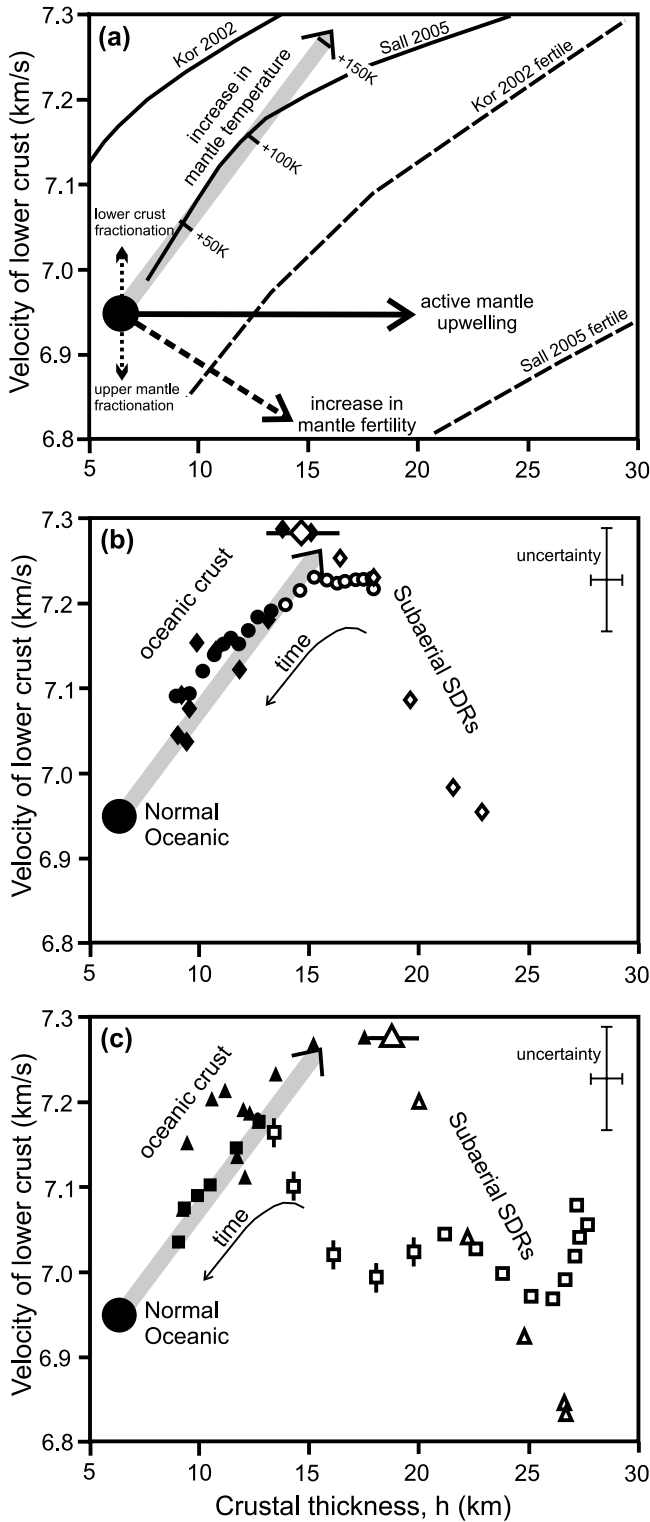 (a)
Kor 2002
Sall 2005
+150K
Kor 2002 fertile
increase in
mantle temperature
+100K
+50K
lower crust
fractionation
active mantle
upwelling
Sall 2005 fertile
upper mantle
fractionation
increase in
mantle fertility
7.3
7.2
7.1
7.0
6.9
6.8
Velocity of lower crust (km/s)
5
10
15
20
25
30
(b)
oceanic crust
uncertainty
Subaerial SDRs
time
Normal
Oceanic
7.3
7.2
7.1
7.0
6.9
6.8
Velocity of lower crust (km/s)
5
10
15
20
25
30
(c)
oceanic crust
uncertainty
Subaerial SDRs
time
Normal
Oceanic
7.3
7.2
7.1
7.0
6.9
6.8
Velocity of lower crust (km/s)
5
10
15
20
25
30
Crustal thickness, h (km)